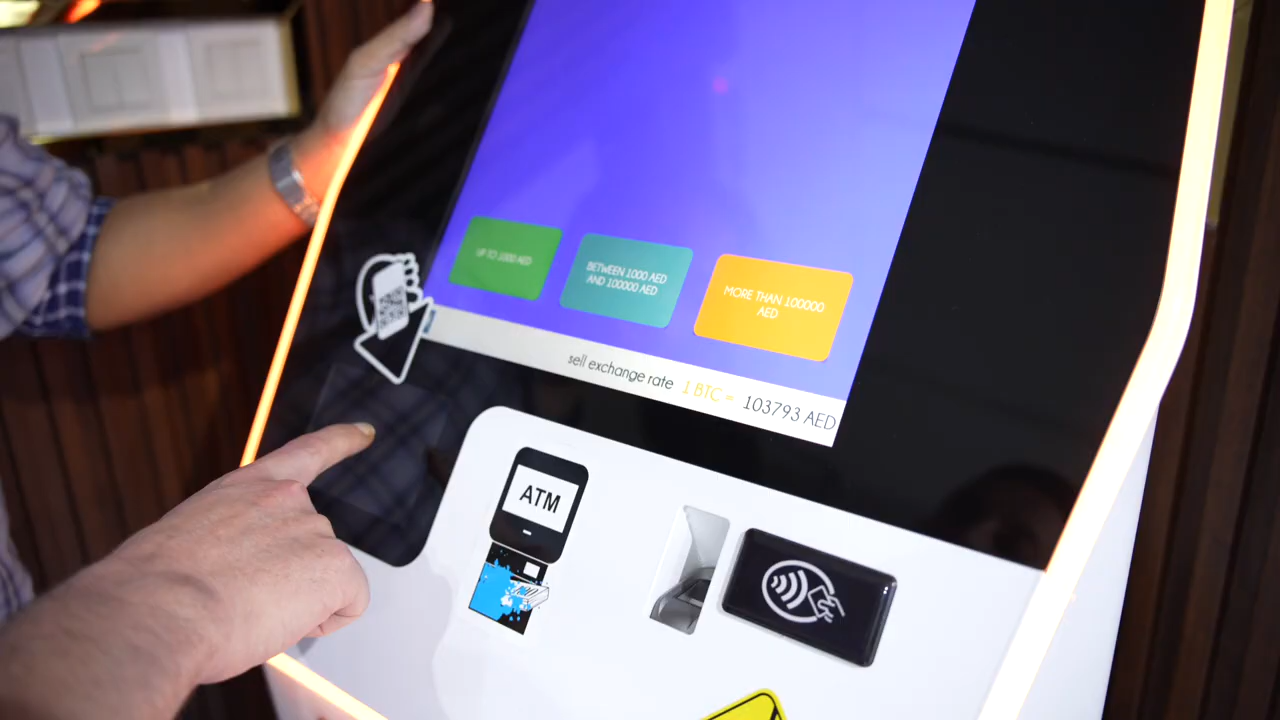 UP TO 1000 AED
BETWEEN 1000 AED
AND 100000 AED
MORE THAN 100000
AED
sell exchange rate 1 BTC = 103793 AED
ATM